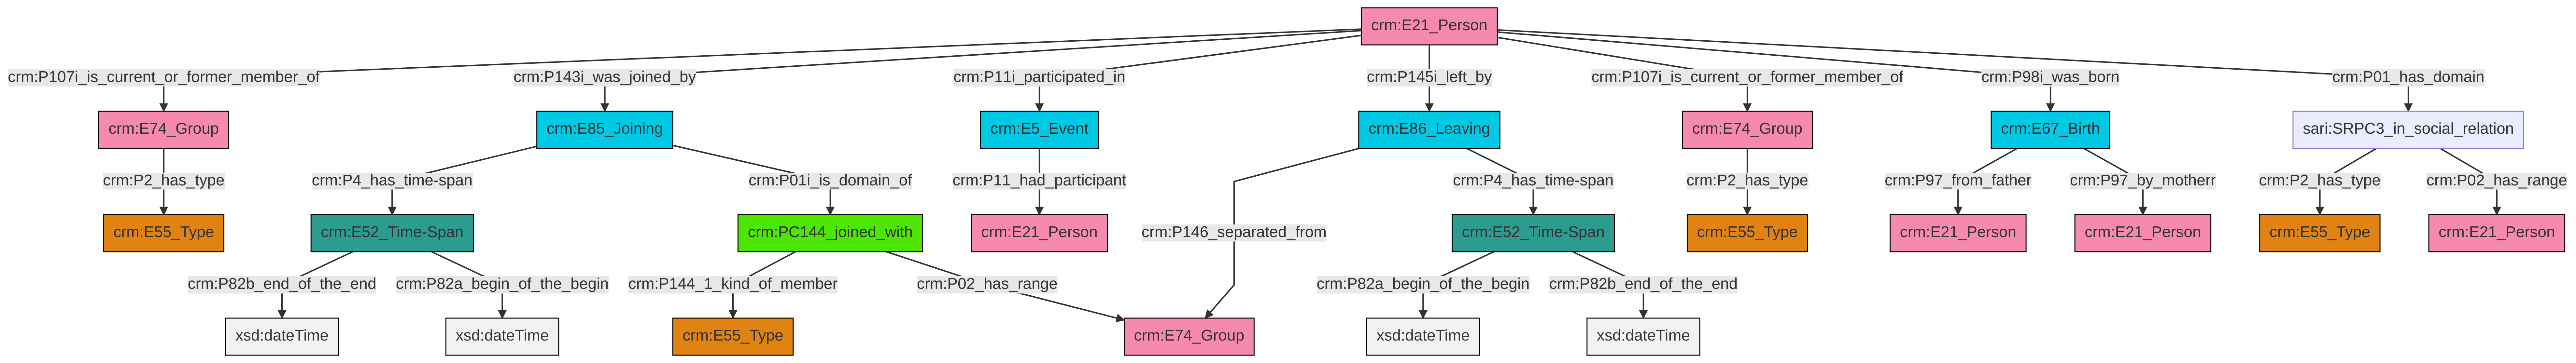 crm:E21_Person
crm:P107i_is_current_or_former_member_of
crm:P143i_was_joined_by
crm:P11i_participated_in
crm:P145i_left_by
crm:P107i_is_current_or_former_member_of
crm:P98i_was_born
crm:P01_has_domain
crm:E74_Group
crm:E85_Joining
crm:E5_Event
crm:E86_Leaving
crm:E74_Group
crm:E67_Birth
sari:SRPC3_in_social_relation
crm:P2_has_type
crm:P4_has_time-span
crm:P01i_is_domain_of
crm:P11_had_participant
crm:P4_has_time-span
crm:P2_has_type
crm:P97_from_father
crm:P97_by_motherr
crm:P2_has_type
crm:P02_has_range
crm:E55_Type
crm:E52_Time-Span
crm:PC144_joined_with
crm:E21_Person
crm:P146_separated_from
crm:E52_Time-Span
crm:E55_Type
crm:E21_Person
crm:E21_Person
crm:E55_Type
crm:E21_Person
crm:P82b_end_of_the_end
crm:P82a_begin_of_the_begin
crm:P144_1_kind_of_member
crm:P02_has_range
crm:P82a_begin_of_the_begin
crm:P82b_end_of_the_end
xsd:dateTime
xsd:dateTime
crm:E55_Type
crm:E74_Group
xsd:dateTime
xsd:dateTime